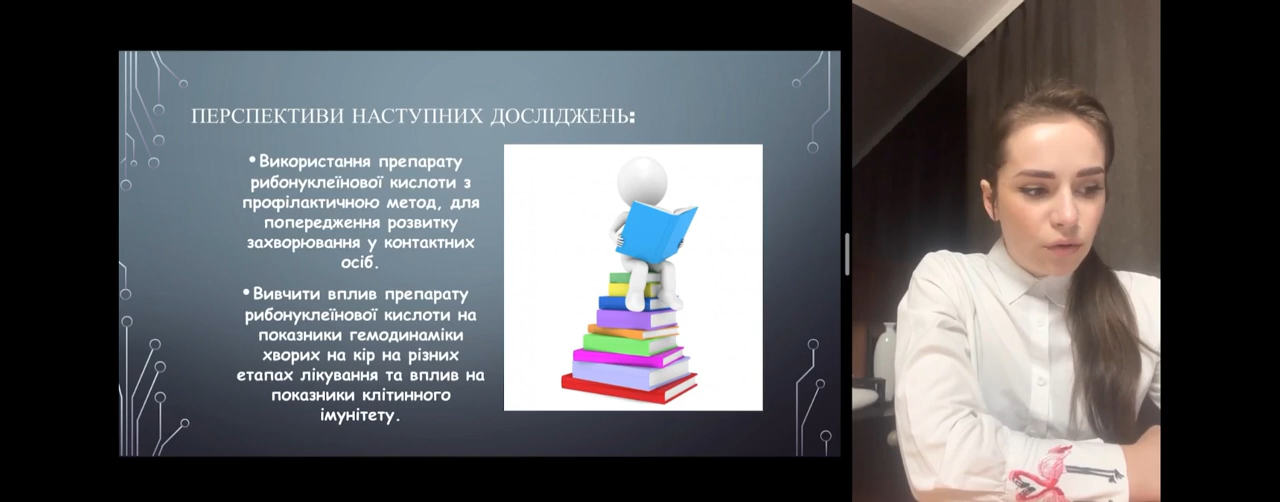 ПЕРСПЕКТИВИ НАСТУПНИХ ДОСЛІДЖЕНЬ:
•Використання препарату
рибонуклеїнової кислоти з
профілактичною метод, для
попередження розвитку
захворювання у контактних
осіб.
•Вивчити вплив препарату
рибонуклеїнової кислоти на
показники гемодинаміки
хворих на кір на різних
етапах лікування та вплив на
показники клітинного
імунітету.